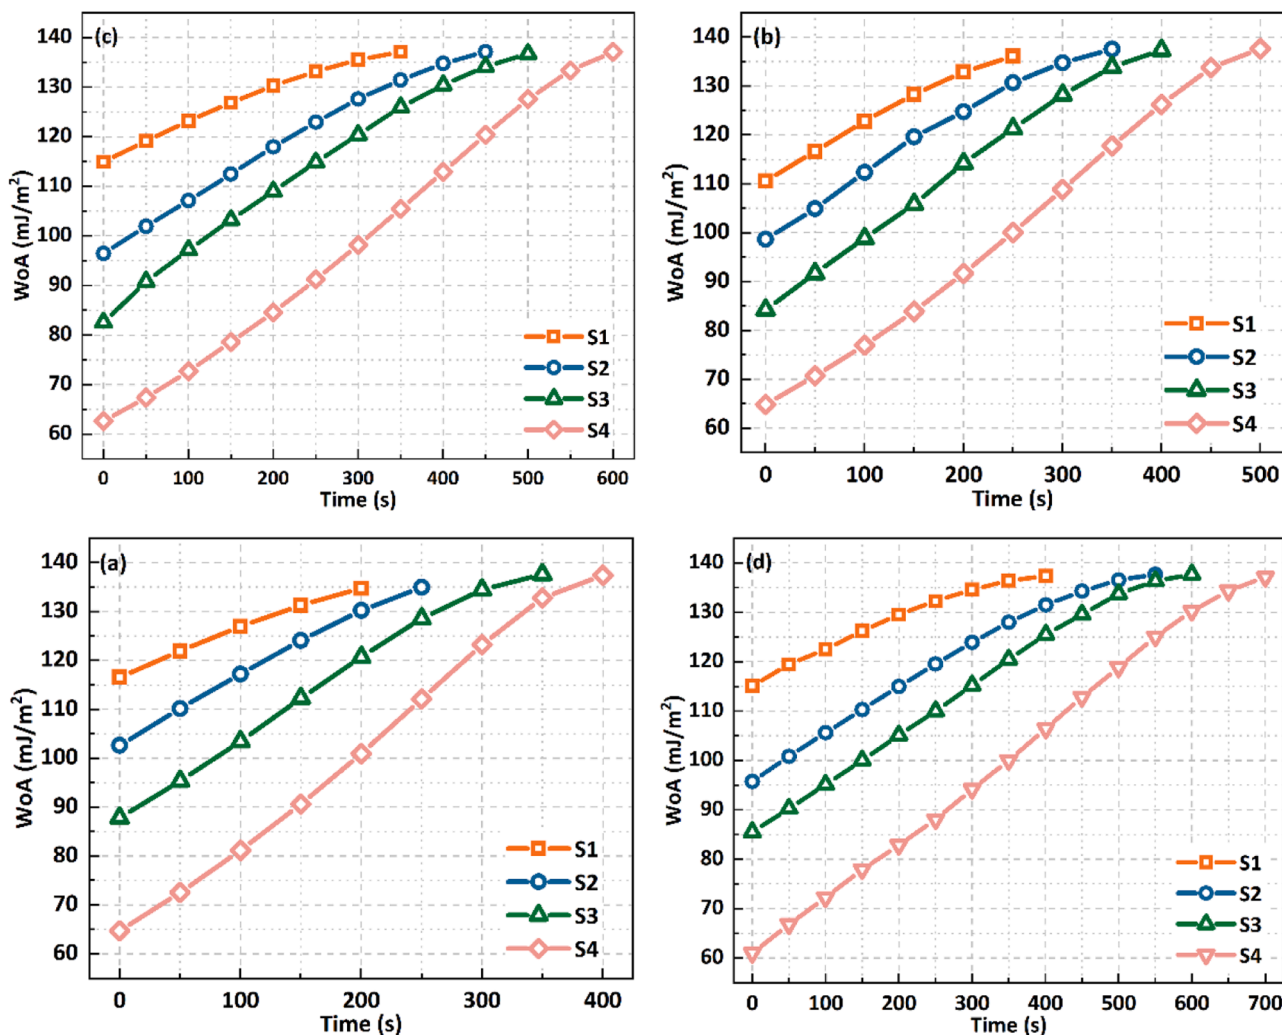 (c)
140
130
120
110
100
90
80
70
60
WoA (mJ/m²)
S1
S2
S3
S4
0 100 200 300 400 500 600
Time (s)
(b)
140
130
120
110
100
90
80
70
60
WoA (mJ/m²)
S1
S2
S3
S4
0 100 200 300 400 500
Time (s)
(a)
140
130
120
110
100
90
80
70
60
WoA (mJ/m²)
S1
S2
S3
S4
0 100 200 300 400
Time (s)
(d)
140
130
120
110
100
90
80
70
60
WoA (mJ/m²)
S1
S2
S3
S4
0 100 200 300 400 500 600 700
Time (s)